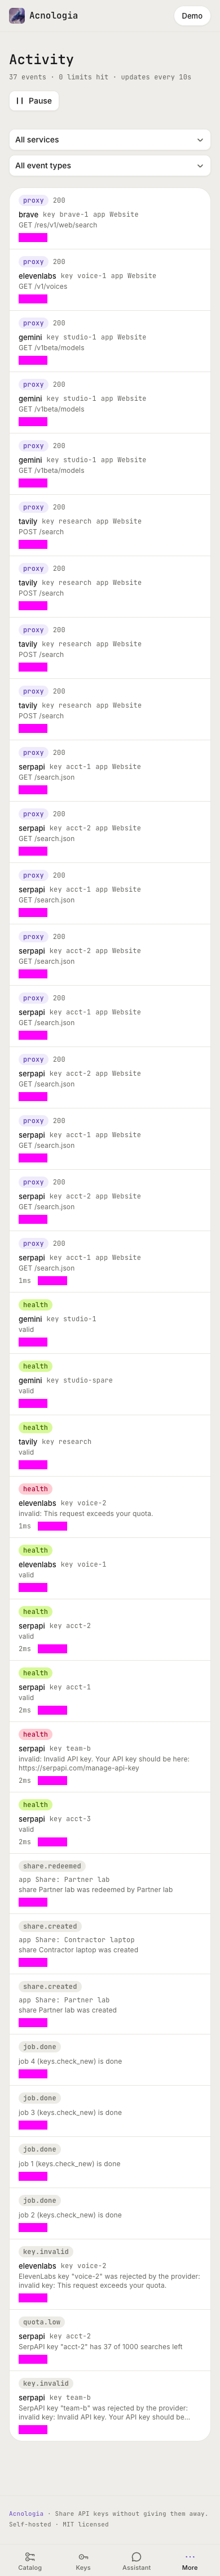 Acnologia
Demo
Activity
37 events · 0 limits hit · updates every 10s
Pause
All services
All event types
proxy 200
brave key brave-1 app Website
GET /res/v1/web/search
proxy 200
elevenlabs key voice-1 app Website
GET /v1/voices
proxy 200
gemini key studio-1 app Website
GET /v1beta/models
proxy 200
gemini key studio-1 app Website
GET /v1beta/models
proxy 200
gemini key studio-1 app Website
GET /v1beta/models
proxy 200
tavily key research app Website
POST /search
proxy 200
tavily key research app Website
POST /search
proxy 200
tavily key research app Website
POST /search
proxy 200
tavily key research app Website
POST /search
proxy 200
serpapi key acct-1 app Website
GET /search.json
proxy 200
serpapi key acct-2 app Website
GET /search.json
proxy 200
serpapi key acct-1 app Website
GET /search.json
proxy 200
serpapi key acct-2 app Website
GET /search.json
proxy 200
serpapi key acct-1 app Website
GET /search.json
proxy 200
serpapi key acct-2 app Website
GET /search.json
proxy 200
serpapi key acct-1 app Website
GET /search.json
proxy 200
serpapi key acct-2 app Website
GET /search.json
proxy 200
serpapi key acct-1 app Website
GET /search.json
1ms
health
gemini key studio-1
valid
health
gemini key studio-spare
valid
health
tavily key research
valid
health
elevenlabs key voice-2
invalid: This request exceeds your quota.
1ms
health
elevenlabs key voice-1
valid
health
serpapi key acct-2
valid
2ms
health
serpapi key acct-1
valid
2ms
health
serpapi key team-b
invalid: Invalid API key. Your API key should be here:
https://serpapi.com/manage-api-key
2ms
health
serpapi key acct-3
valid
2ms
share.redeemed
app Share: Partner lab
share Partner lab was redeemed by Partner lab
share.created
app Share: Contractor laptop
share Contractor laptop was created
share.created
app Share: Partner lab
share Partner lab was created
job.done
job 4 (keys.check_new) is done
job.done
job 3 (keys.check_new) is done
job.done
job 1 (keys.check_new) is done
job.done
job 2 (keys.check_new) is done
key.invalid
elevenlabs key voice-2
ElevenLabs key "voice-2" was rejected by the provider:
invalid key: This request exceeds your quota.
quota.low
serpapi key acct-2
SerpAPI key "acct-2" has 37 of 1000 searches left
key.invalid
serpapi key team-b
SerpAPI key "team-b" was rejected by the provider:
invalid key: Invalid API key. Your API key should be...
Acnologia · Share API keys without giving them away.
Self-hosted · MIT licensed
Catalog
Keys
Assistant
More